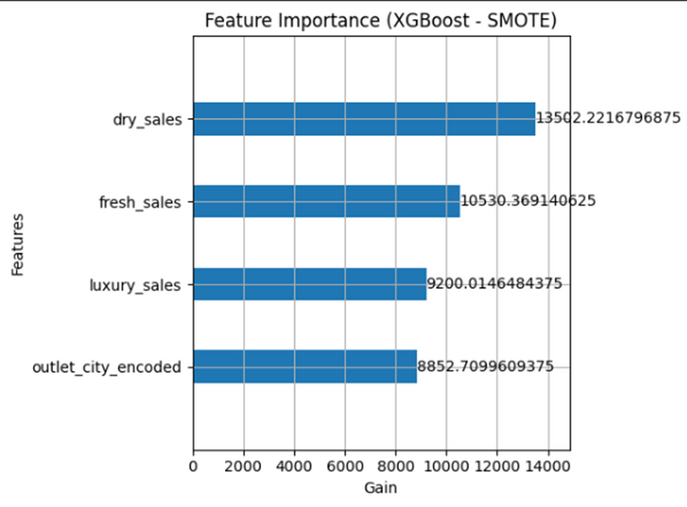 Feature Importance (XGBoost - SMOTE)
dry_sales
13502.2216796875
fresh_sales
10530.369140625
luxury_sales
9200.0146484375
outlet_city_encoded
8852.7099609375
Features
0 2000 4000 6000 8000 10000 12000 14000
Gain